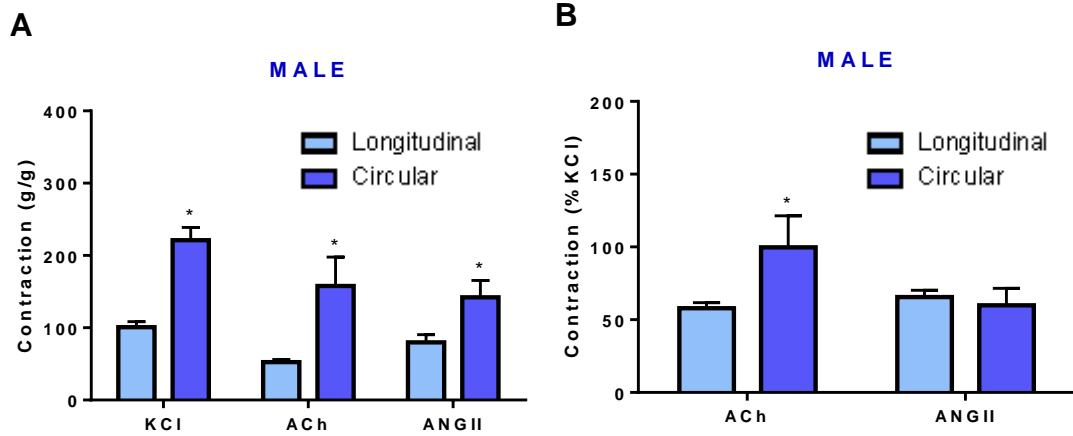 A
MALE
Contraction (g/g)
400
300
200
100
0
Longitudinal
Circular
*
*
*
KCl
ACh
ANGII
B
MALE
Contraction (% KCl)
200
150
100
50
0
Longitudinal
Circular
*
ACh
ANGII